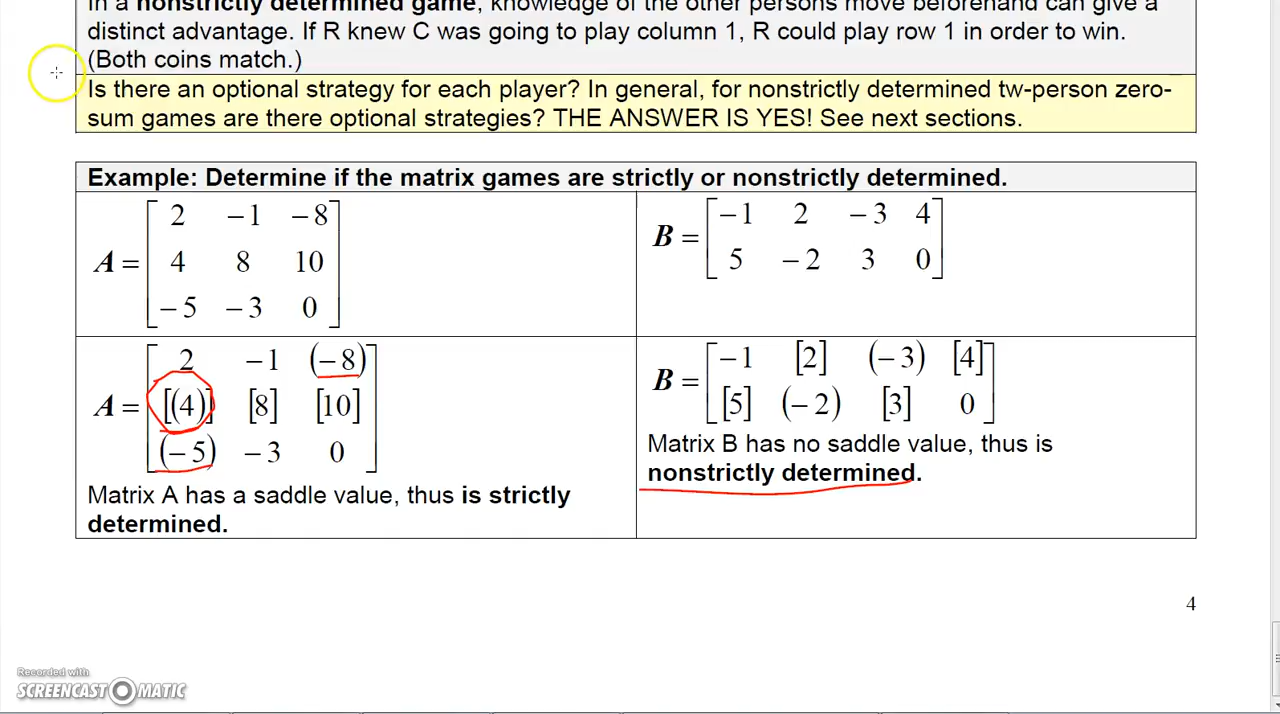 In a nonstrictly determined game, knowledge of the other persons move beforehand can give a
distinct advantage. If R knew C was going to play column 1, R could play row 1 in order to win.
(Both coins match.)
Is there an optional strategy for each player? In general, for nonstrictly determined tw-person zero-
sum games are there optional strategies? THE ANSWER IS YES! See next sections.
Example: Determine if the matrix games are strictly or nonstrictly determined.
2 −1 −8
A = 4 8 10
−5 −3 0
−1 2 −3 4
B =
5 −2 3 0
2 −1 (−8)
A = [(4)] [8] [10]
(−5) −3 0
Matrix A has a saddle value, thus is strictly
determined.
−1 [2] (−3) [4]
B =
[5] (−2) [3] 0
Matrix B has no saddle value, thus is
nonstrictly determined.
4
Recorded with
SCREENCAST MATIC